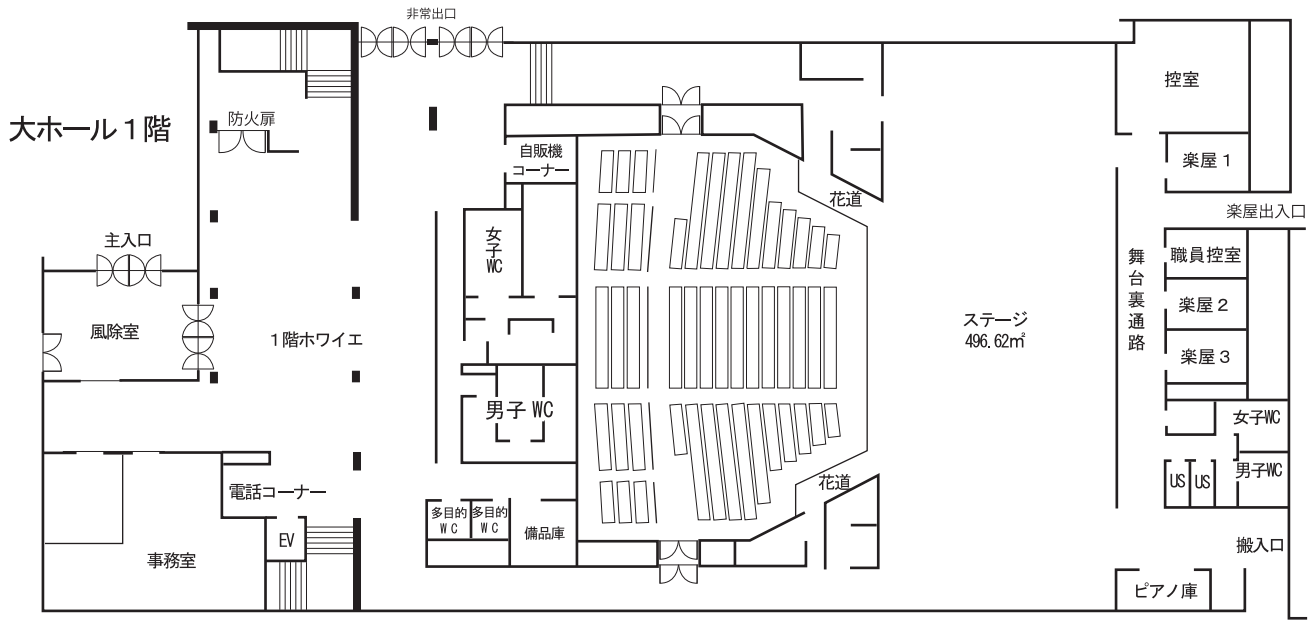 非常出口
大ホール1階
防火扉
控室
自販機
コーナー
楽屋1
花道
楽屋出入口
主入口
女子WC
舞台裏通路
職員控室
風除室
1階ホワイエ
ステージ
496.62㎡
楽屋2
楽屋3
男子WC
女子WC
男子WC
US
US
電話コーナー
花道
多目的
WC
多目的
WC
備品庫
EV
事務室
搬入口
ピアノ庫